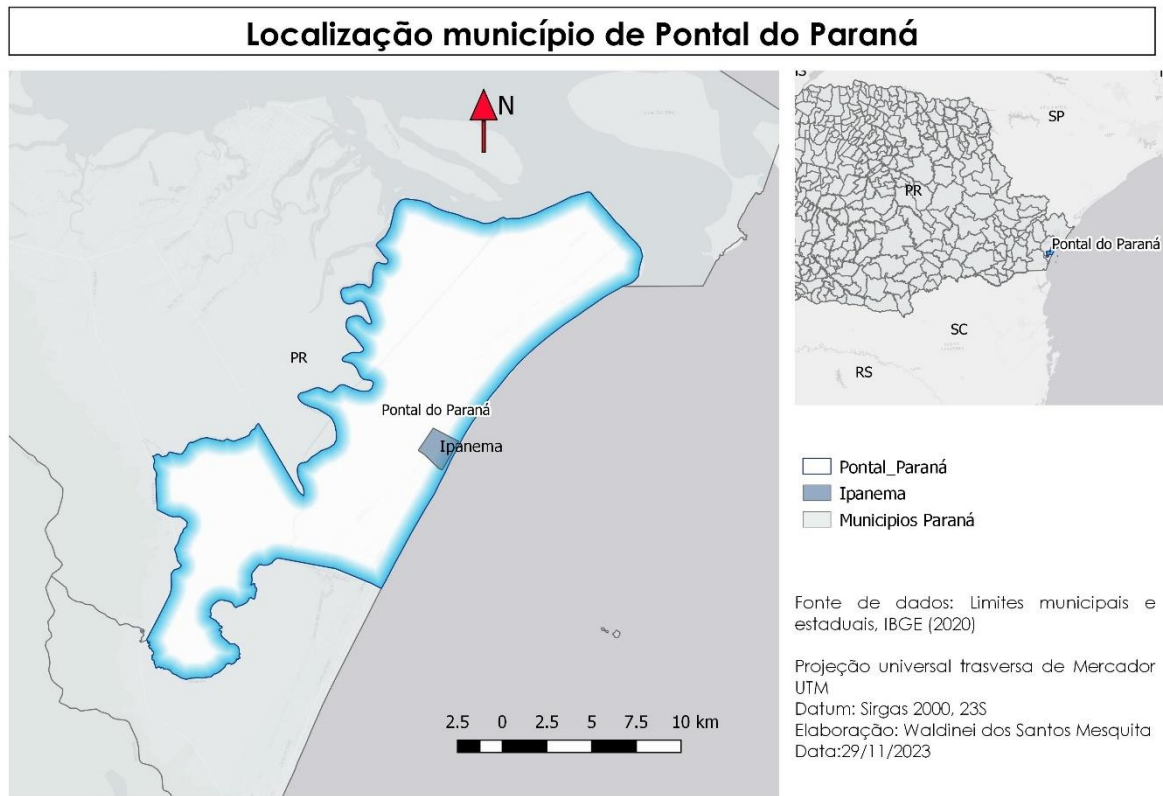 Localização município de Pontal do Paraná
N
PR
Pontal do Paraná
Ipanema
2.5 0 2.5 5 7.5 10 km
SP
PR
Pontal do Paraná
SC
RS
Pontal_Paraná
Ipanema
Municipios Paraná
Fonte de dados: Limites municipais e
estaduais, IBGE (2020)
Projeção universal trasversa de Mercador
UTM
Datum: Sirgas 2000, 23S
Elaboração: Waldinei dos Santos Mesquita
Data:29/11/2023